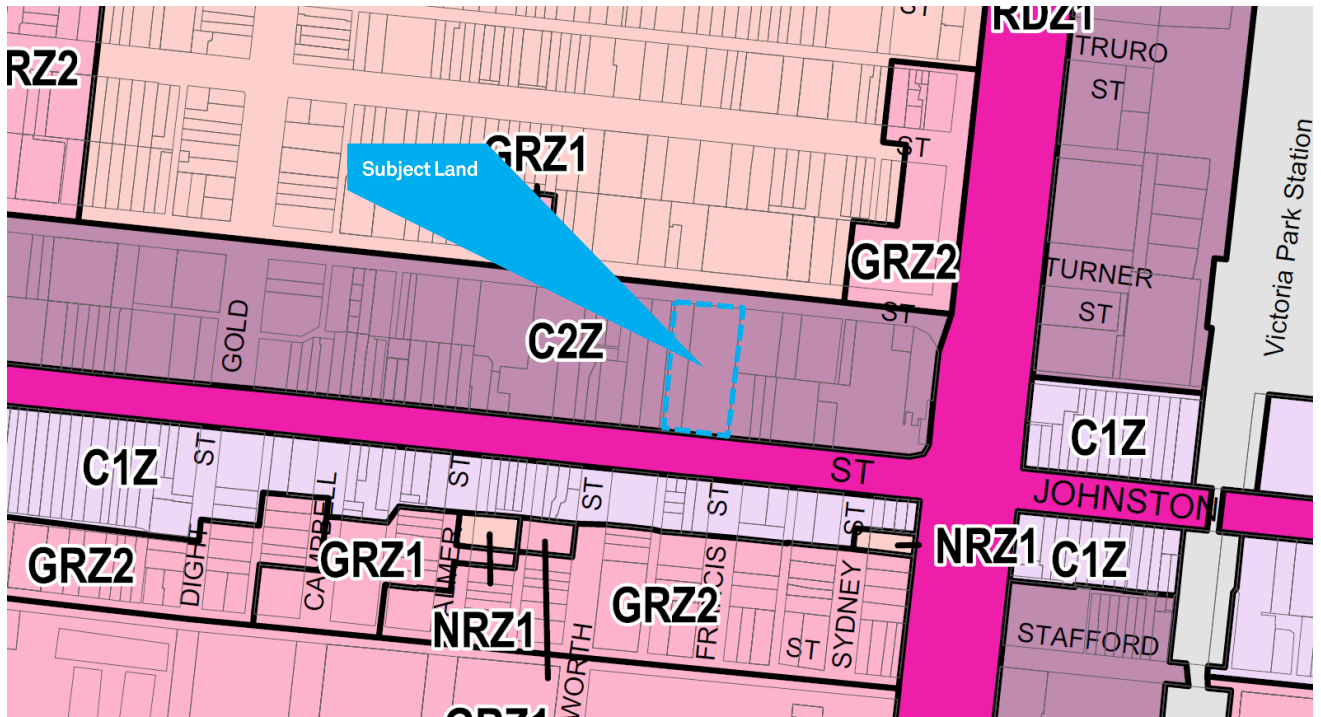 ST
RDZ1
TRURO
ST
RZ2
GRZ1
ST
Subject Land
Victoria Park Station
GRZ2
TURNER
ST
ST
GOLD
C2Z
C1Z
ST
ST
ST
C1Z
ST
ST
ST
JOHNSTON
DIGHT
CAMPBELL
GRZ1
NRZ1
C1Z
GRZ2
GRZ2
FRANCIS
SYDNEY
NRZ1
ST
STAFFORD
WORTH